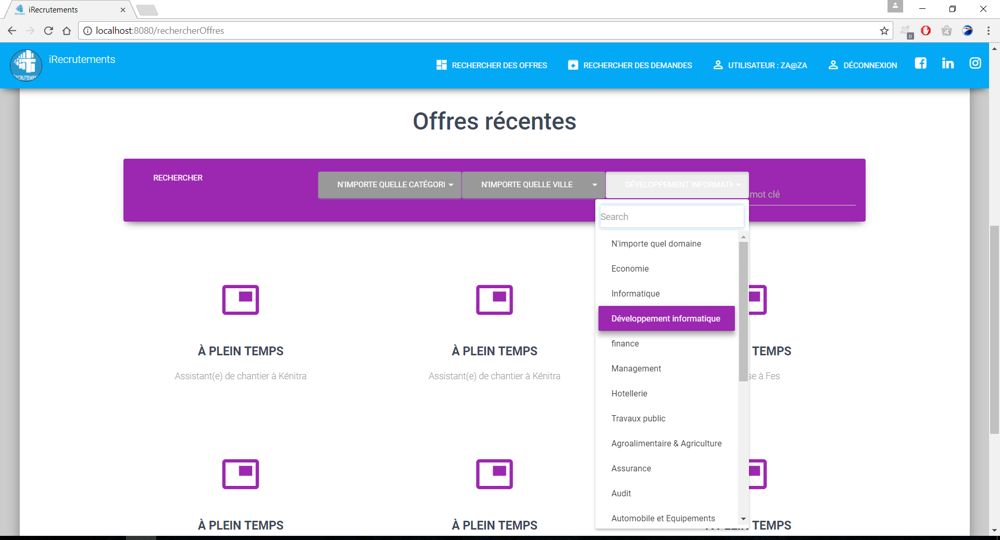 iRecrutements
localhost:8080/rechercherOffres
0
iRecrutements
RECHERCHER DES OFFRES
RECHERCHER DES DEMANDES
UTILISATEUR : ZA@ZA
DÉCONNEXION
Offres récentes
RECHERCHER
N'IMPORTE QUELLE CATÉGORI
N'IMPORTE QUELLE VILLE
DÉVELOPPEMENT INFORMATI
mot clé
Search
N'importe quel domaine
Economie
Informatique
Développement informatique
finance
Management
Hotellerie
Travaux public
Agroalimentaire & Agriculture
Assurance
Audit
Automobile et Equipements
À PLEIN TEMPS
Assistant(e) de chantier à Kénitra
À PLEIN TEMPS
Assistant(e) de chantier à Kénitra
TEMPS
se à Fes
À PLEIN TEMPS
À PLEIN TEMPS
TEMPS